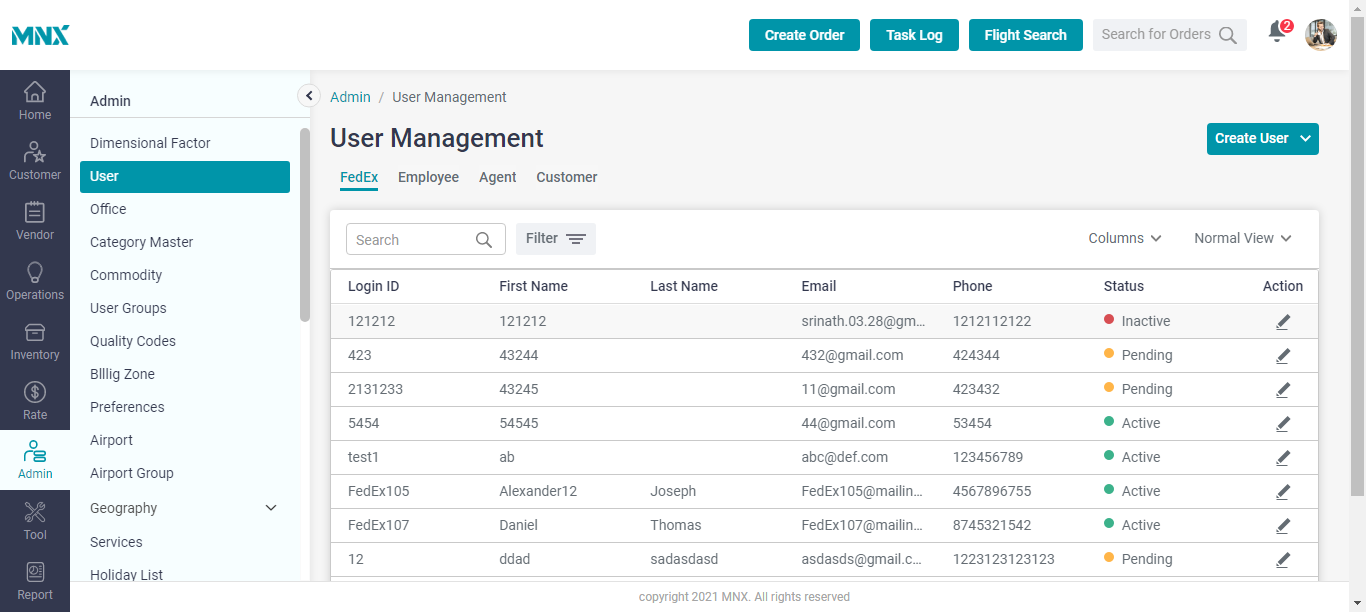 MNX
Create Order
Task Log
Flight Search
Search for Orders
2
Home
Customer
Vendor
Operations
Inventory
Rate
Admin
Tool
Report
Admin
Dimensional Factor
User
Office
Category Master
Commodity
User Groups
Quality Codes
Blllig Zone
Preferences
Airport
Airport Group
Geography
Services
Holiday List
Admin / User Management
User Management
Create User
FedEx Employee Agent Customer
Search
Filter
Columns
Normal View
Login ID First Name Last Name Email Phone Status Action
121212 121212 srinath.03.28@gm... 1212112122 Inactive
423 43244 432@gmail.com 424344 Pending
2131233 43245 11@gmail.com 423432 Pending
5454 54545 44@gmail.com 53454 Active
test1 ab abc@def.com 123456789 Active
FedEx105 Alexander12 Joseph FedEx105@mailin... 4567896755 Active
FedEx107 Daniel Thomas FedEx107@mailin... 8745321542 Active
12 ddad sadasdasd asdasds@gmail.c... 1223123123123 Pending
copyright 2021 MNX. All rights reserved